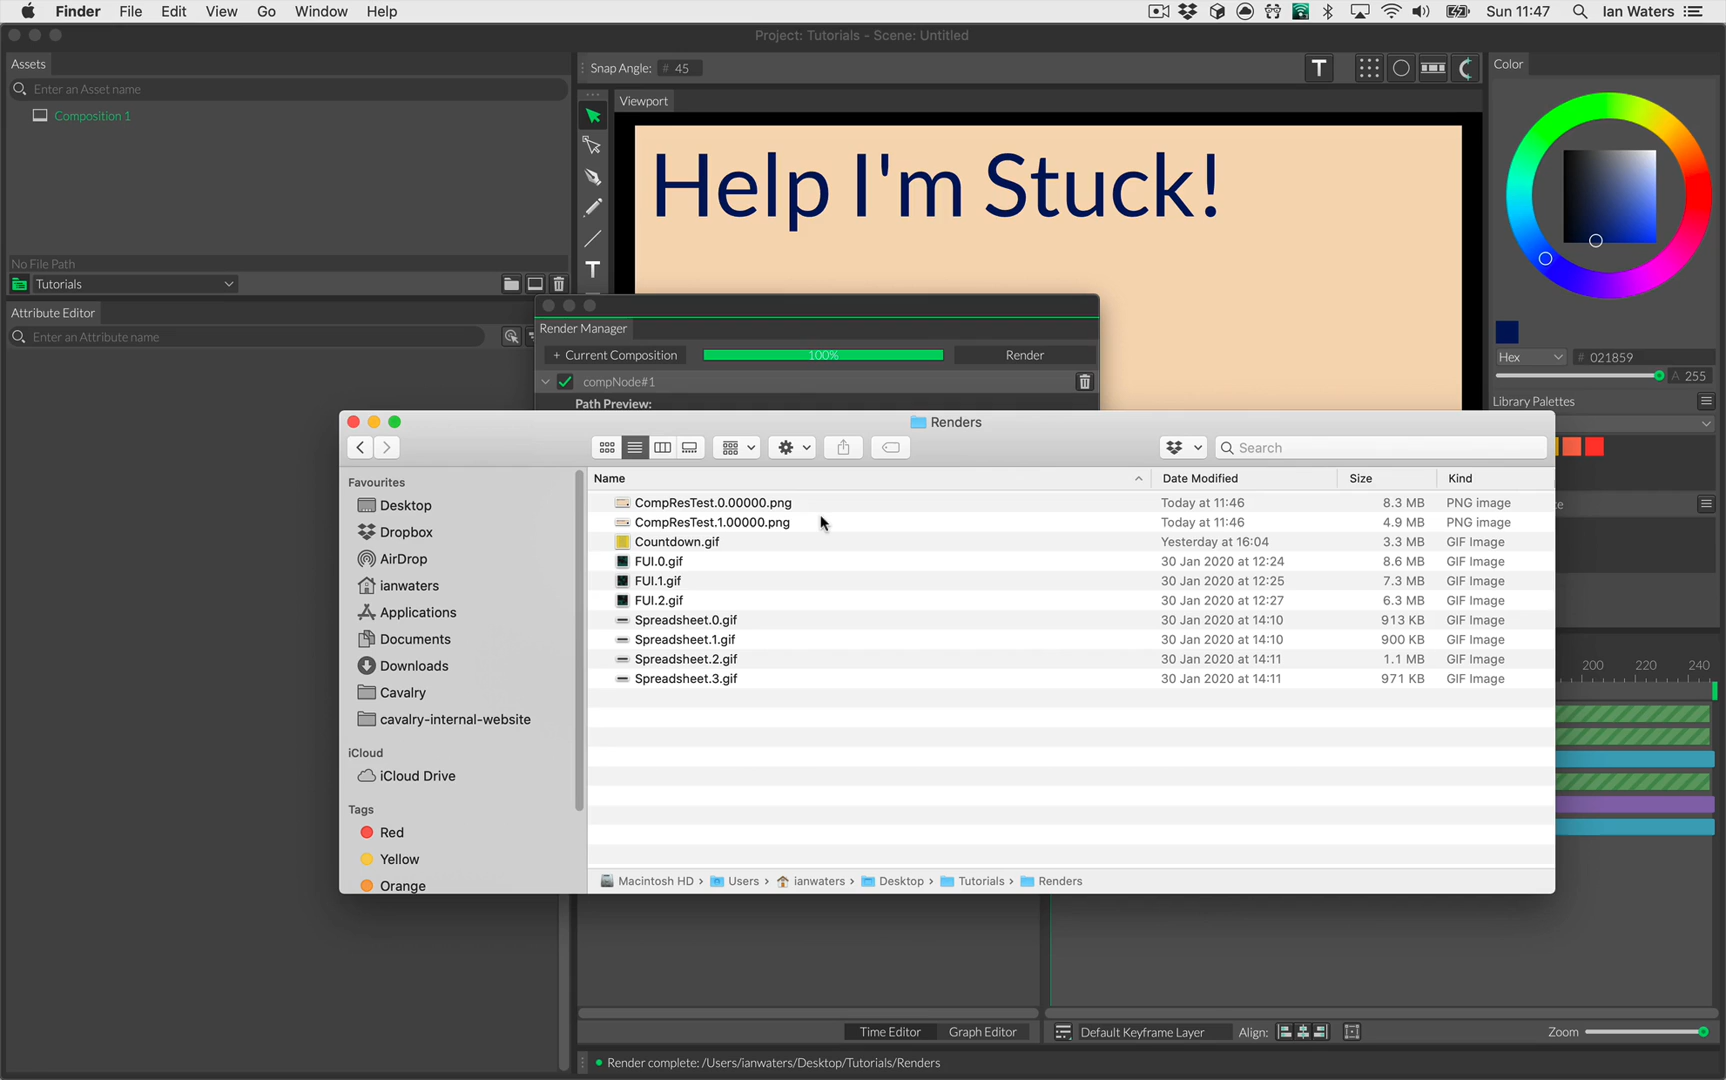 Finder File Edit View Go Window Help Sun 11:47 Ian Waters
Project: Tutorials - Scene: Untitled
Assets
Enter an Asset name
Composition 1
No File Path
Tutorials
Attribute Editor
Enter an Attribute name
Snap Angle: # 45
Viewport
Help I'm Stuck!
Color
Hex # 021859
A 255
Library Palettes
Render Manager
+ Current Composition 100% Render
compNode#1
Path Preview:
Renders
Search
Favourites
Desktop
Dropbox
AirDrop
ianwaters
Applications
Documents
Downloads
Cavalry
cavalry-internal-website
iCloud
iCloud Drive
Tags
Red
Yellow
Orange
Name Date Modified Size Kind
CompResTest.0.00000.png Today at 11:46 8.3 MB PNG image
CompResTest.1.00000.png Today at 11:46 4.9 MB PNG image
Countdown.gif Yesterday at 16:04 3.3 MB GIF Image
FUI.0.gif 30 Jan 2020 at 12:24 8.6 MB GIF Image
FUI.1.gif 30 Jan 2020 at 12:25 7.3 MB GIF Image
FUI.2.gif 30 Jan 2020 at 12:27 6.3 MB GIF Image
Spreadsheet.0.gif 30 Jan 2020 at 14:10 913 KB GIF Image
Spreadsheet.1.gif 30 Jan 2020 at 14:10 900 KB GIF Image
Spreadsheet.2.gif 30 Jan 2020 at 14:11 1.1 MB GIF Image
Spreadsheet.3.gif 30 Jan 2020 at 14:11 971 KB GIF Image
Macintosh HD › Users › ianwaters › Desktop › Tutorials › Renders
200 220 240
Time Editor Graph Editor
Default Keyframe Layer Align: Zoom
Render complete: /Users/ianwaters/Desktop/Tutorials/Renders